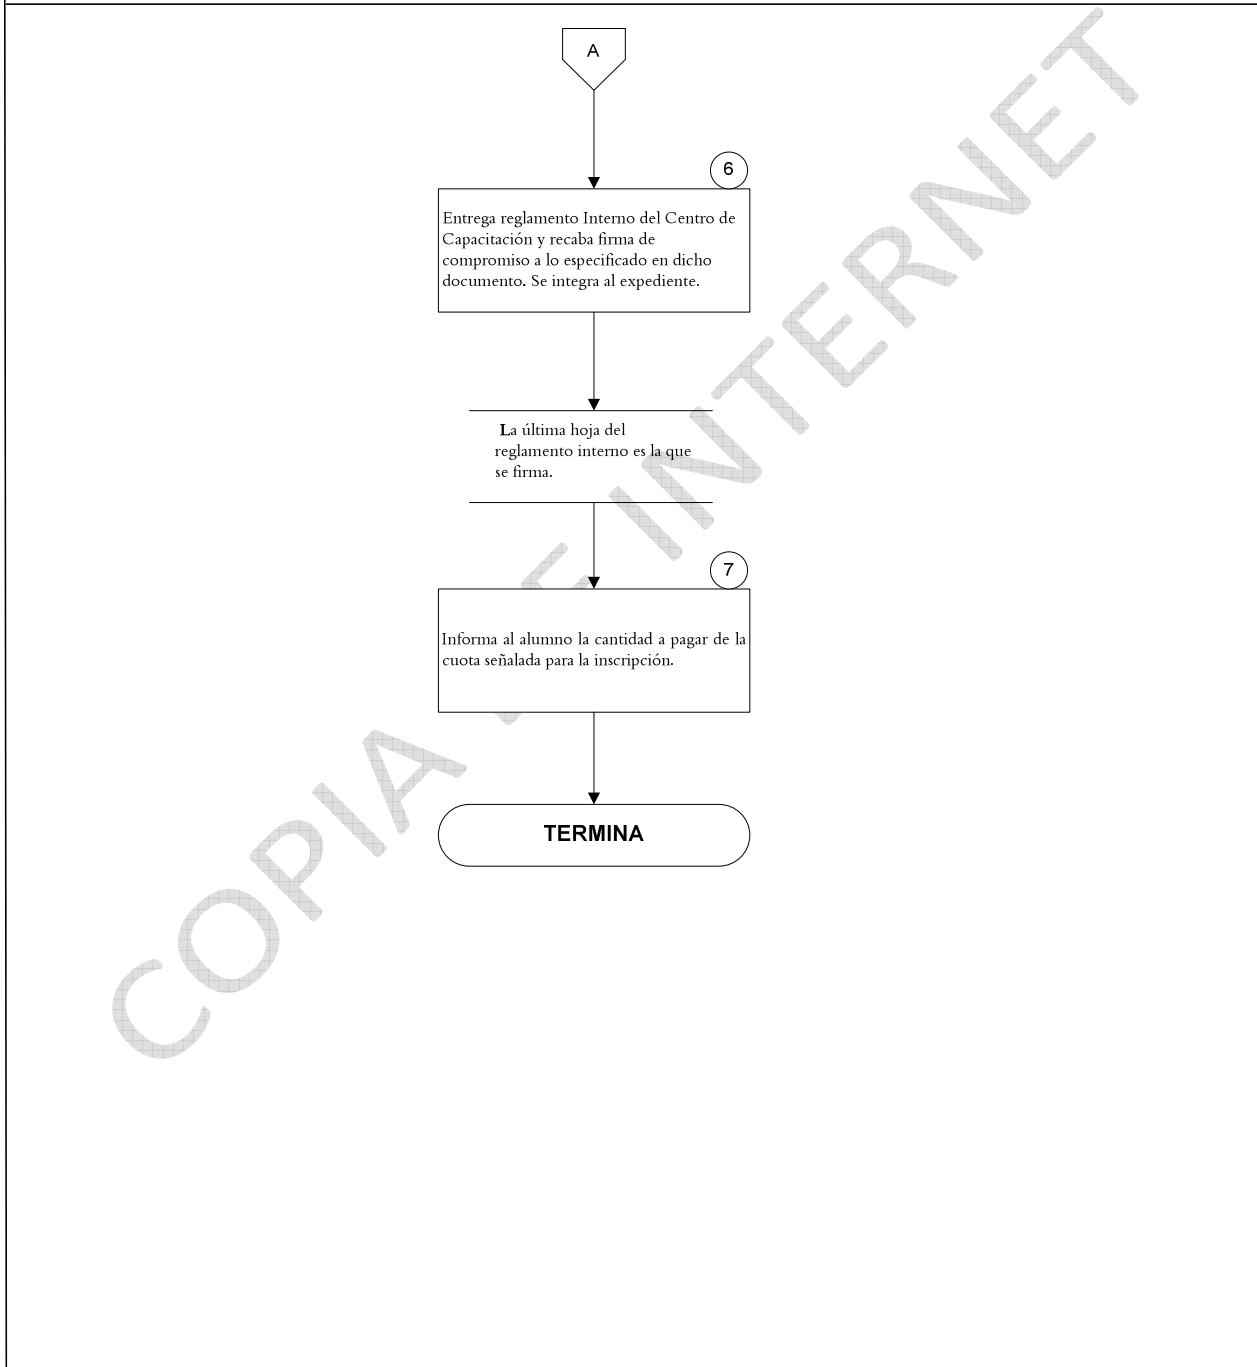 A
6
Entrega reglamento Interno del Centro de
Capacitación y recaba firma de
compromiso a lo especificado en dicho
documento. Se integra al expediente.
La última hoja del
reglamento interno es la que
se firma.
7
Informa al alumno la cantidad a pagar de la
cuota señalada para la inscripción.
TERMINA
COPIA DE INTERNET